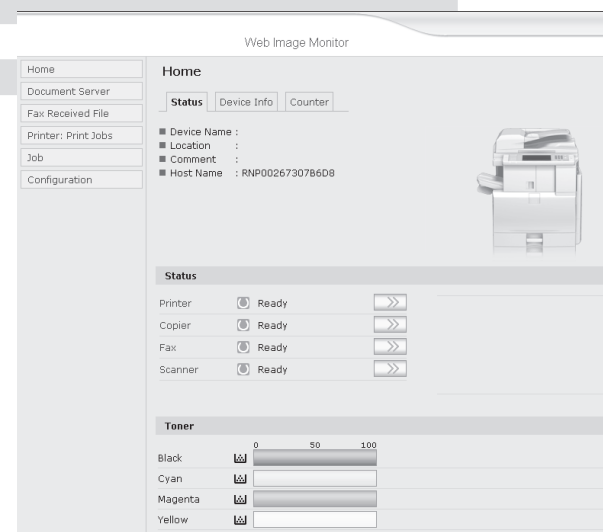 Web Image Monitor
Home
Document Server
Fax Received File
Printer: Print Jobs
Job
Configuration
Home
Status Device Info Counter
Device Name :
Location :
Comment :
Host Name : RNP00267307B6D8
Status
Printer Ready
Copier Ready
Fax Ready
Scanner Ready
Toner
0 50 100
Black
Cyan
Magenta
Yellow